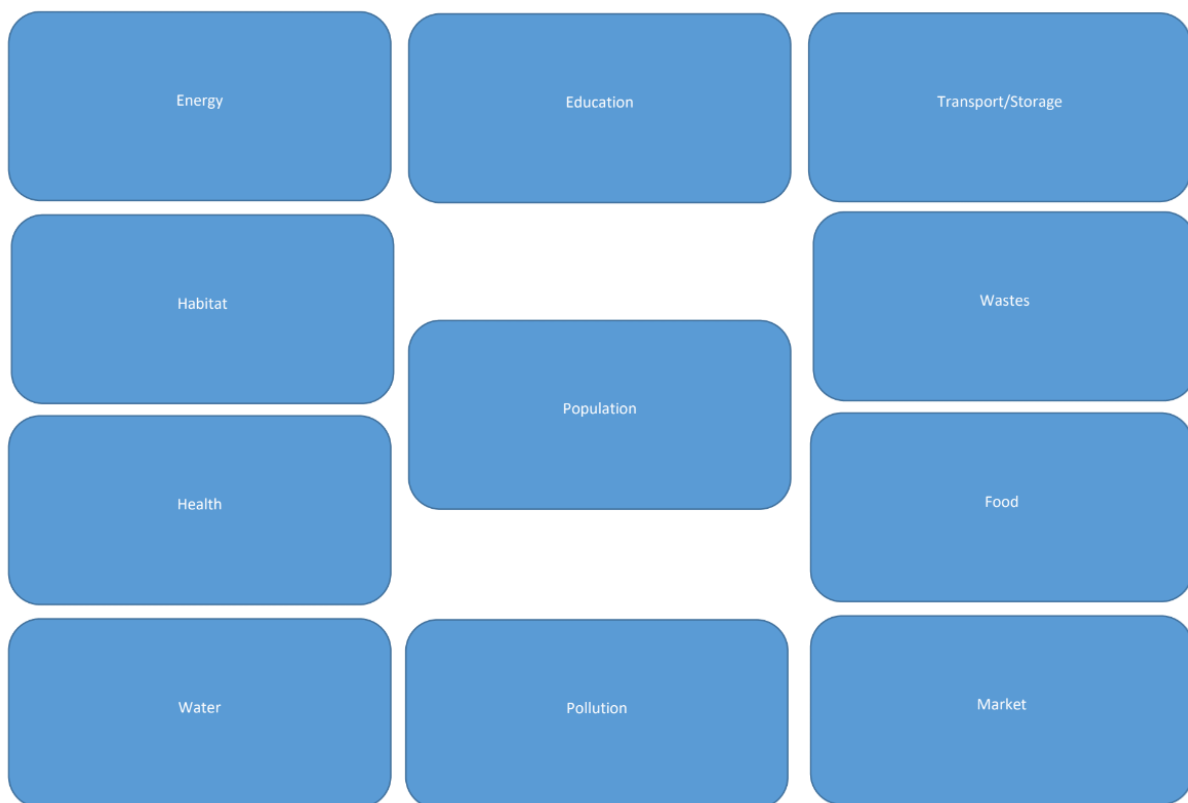 Energy
Education
Transport/Storage
Habitat
Wastes
Population
Health
Food
Water
Pollution
Market